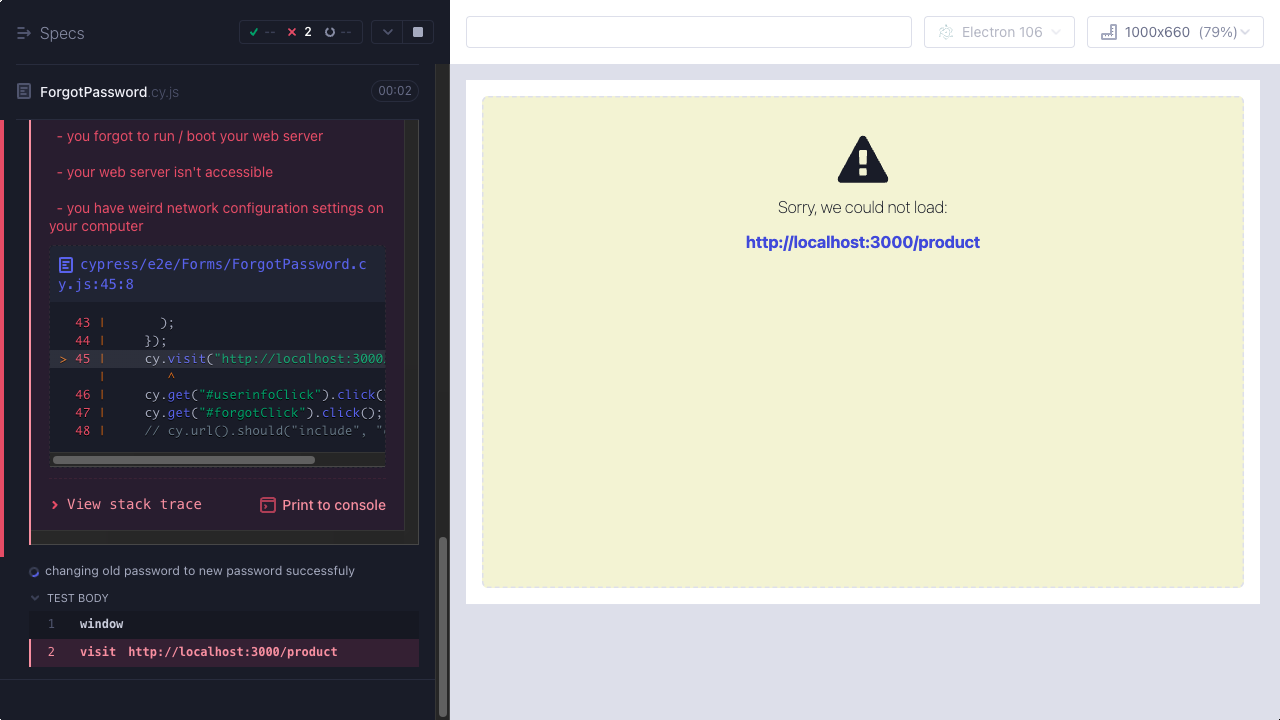 Specs
-- 2 --
Electron 106
1000x660 (79%)
ForgotPassword.cy.js
00:02
- you forgot to run / boot your web server
- your web server isn't accessible
- you have weird network configuration settings on
your computer
cypress/e2e/Forms/ForgotPassword.c
y.js:45:8
43 | );
44 | });
> 45 | cy.visit("http://localhost:3000
| ^
46 | cy.get("#userinfoClick").click(
47 | cy.get("#forgotClick").click();
48 | // cy.url().should("include", "
View stack trace
Print to console
changing old password to new password successfuly
TEST BODY
1 window
2 visit http://localhost:3000/product
Sorry, we could not load:
http://localhost:3000/product